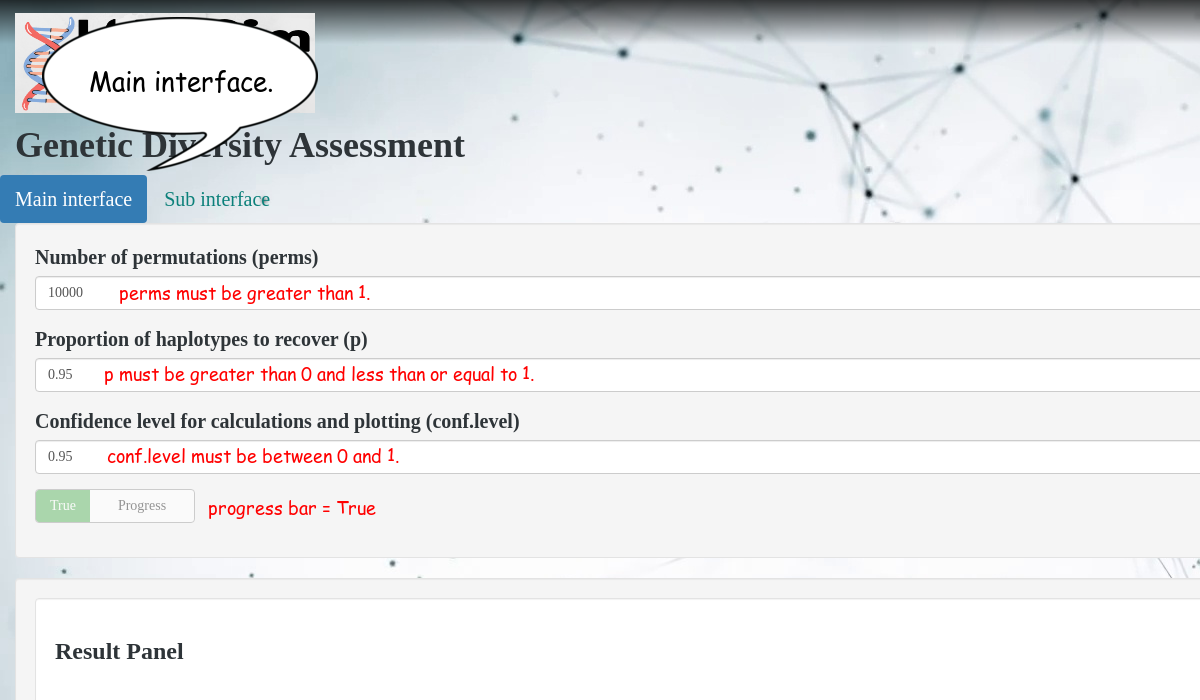 Main interface.
Genetic Diversity Assessment
Main interface Sub interface
Number of permutations (perms)
10000 perms must be greater than 1.
Proportion of haplotypes to recover (p)
0.95 p must be greater than 0 and less than or equal to 1.
Confidence level for calculations and plotting (conf.level)
0.95 conf.level must be between 0 and 1.
True Progress progress bar = True
Result Panel